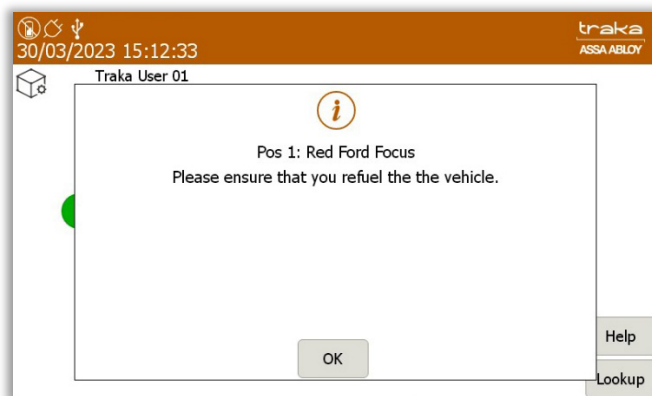 traka
30/03/2023 15:12:33
ASSA ABLOY
Traka User 01
i
Pos 1: Red Ford Focus
Please ensure that you refuel the the vehicle.
OK
Help
Lookup